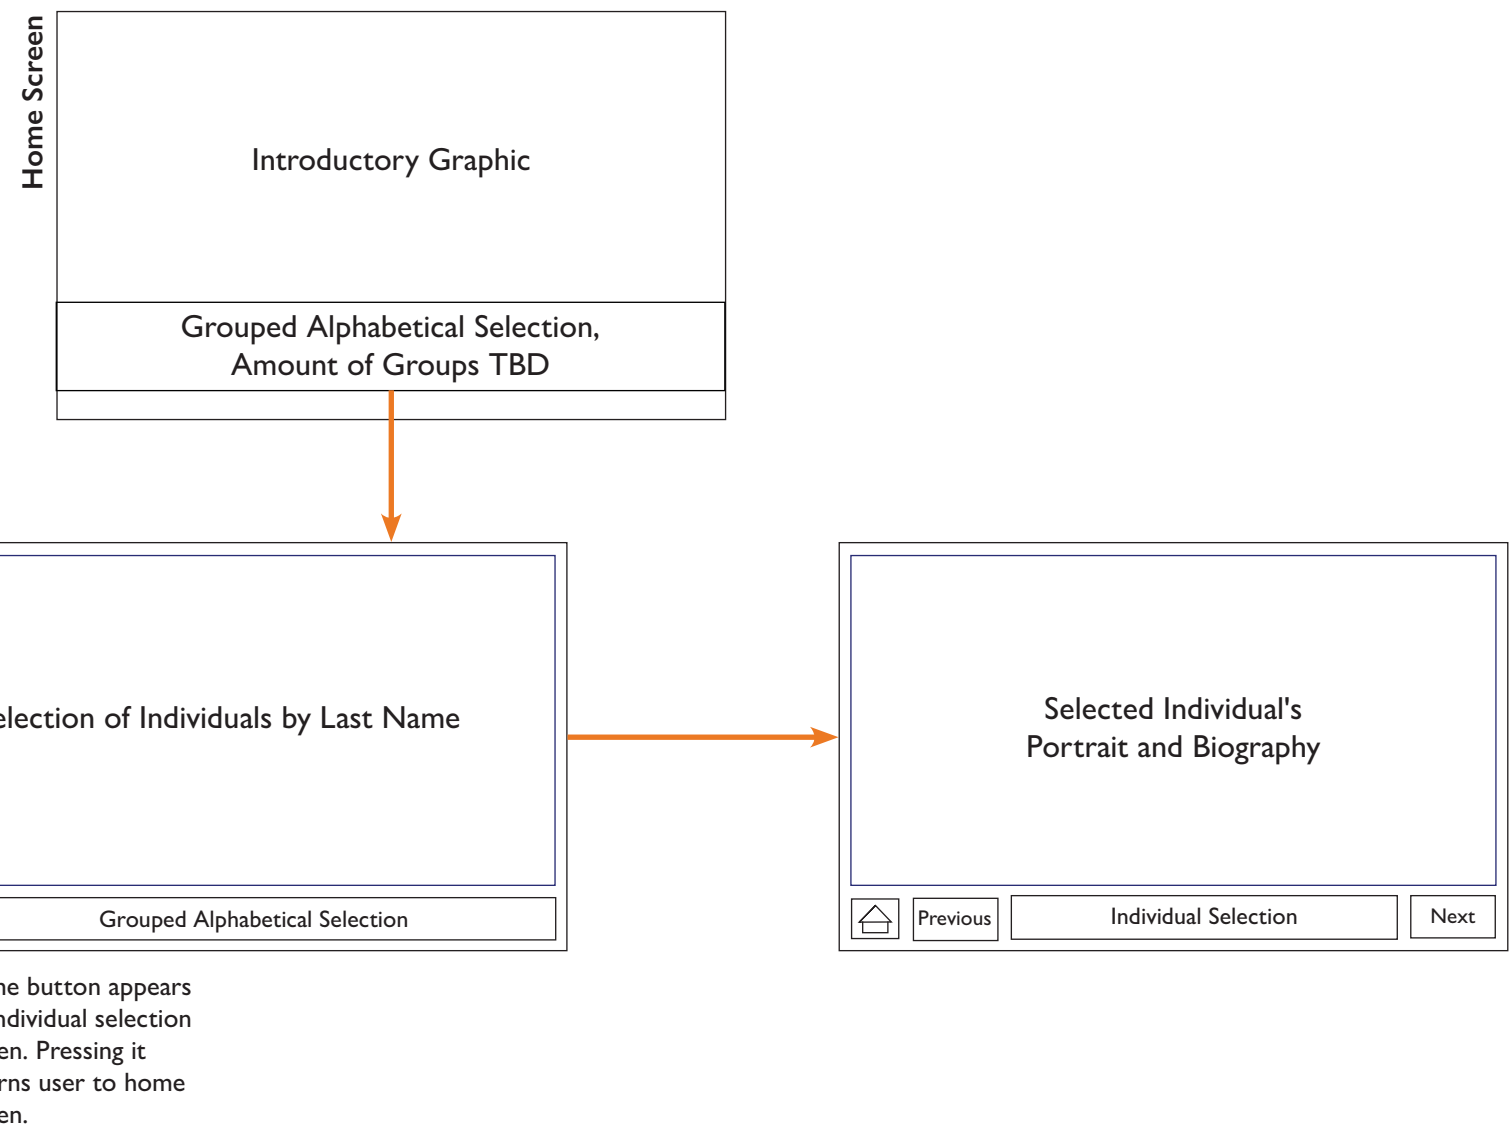 Home Screen
Introductory Graphic
Grouped Alphabetical Selection,
Amount of Groups TBD
election of Individuals by Last Name
Grouped Alphabetical Selection
Selected Individual's
Portrait and Biography
Previous
Individual Selection
Next
ne button appears
ndividual selection
en. Pressing it
rns user to home
en.